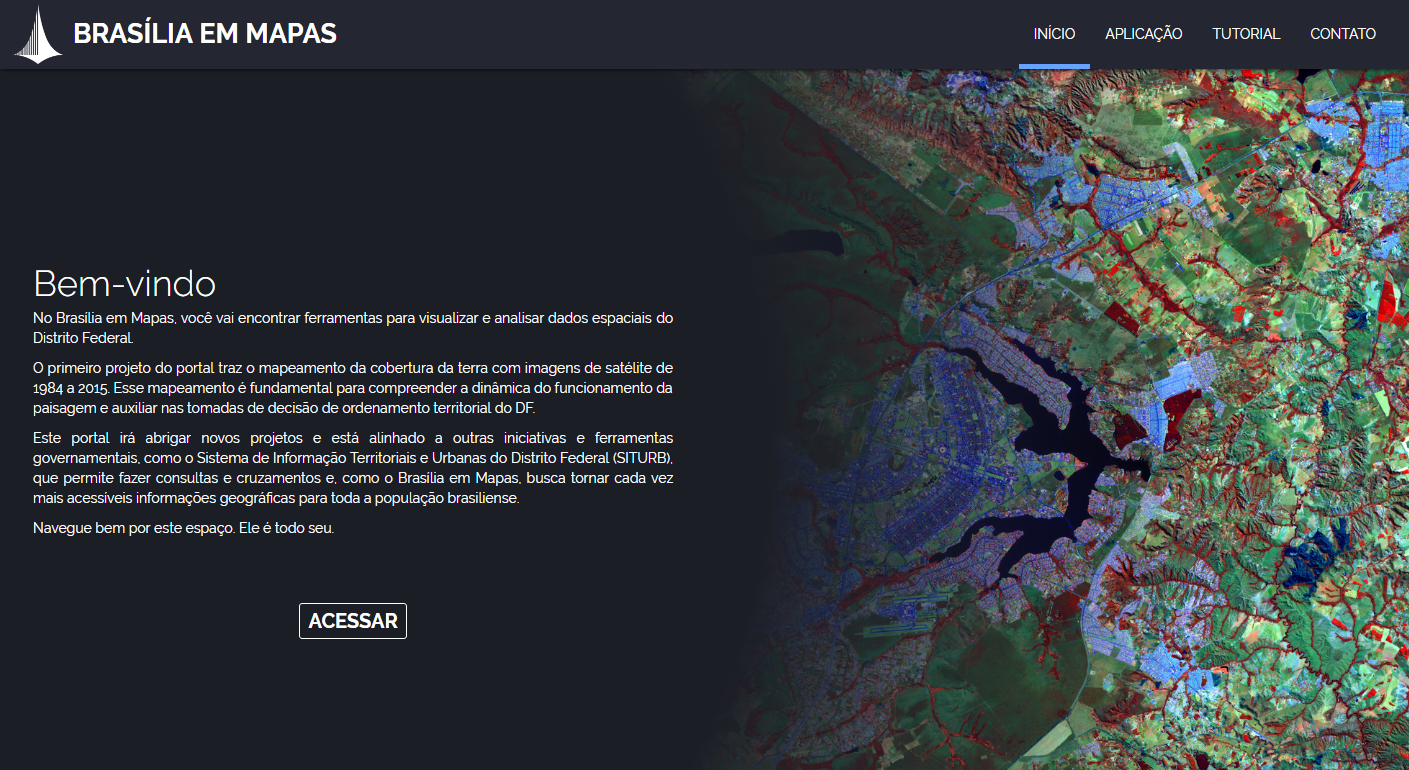 BRASÍLIA EM MAPAS
INÍCIO
APLICAÇÃO
TUTORIAL
CONTATO
Bem-vindo
No Brasília em Mapas, você vai encontrar ferramentas para visualizar e analisar dados espaciais do
Distrito Federal.
O primeiro projeto do portal traz o mapeamento da cobertura da terra com imagens de satélite de
1984 a 2015. Esse mapeamento é fundamental para compreender a dinâmica do funcionamento da
paisagem e auxiliar nas tomadas de decisão de ordenamento territorial do DF.
Este portal irá abrigar novos projetos e está alinhado a outras iniciativas e ferramentas
governamentais, como o Sistema de Informação Territoriais e Urbanas do Distrito Federal (SITURB),
que permite fazer consultas e cruzamentos e, como o Brasília em Mapas, busca tornar cada vez
mais acessíveis informações geográficas para toda a população brasiliense.
Navegue bem por este espaço. Ele é todo seu.
ACESSAR